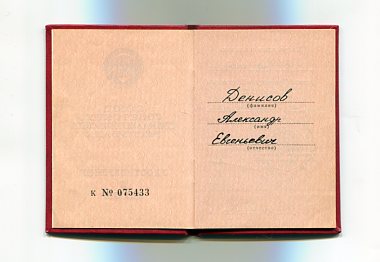 К № 075433
Денисов
(фамилия)
Александр
(имя)
Евгеньевич
(отчество)